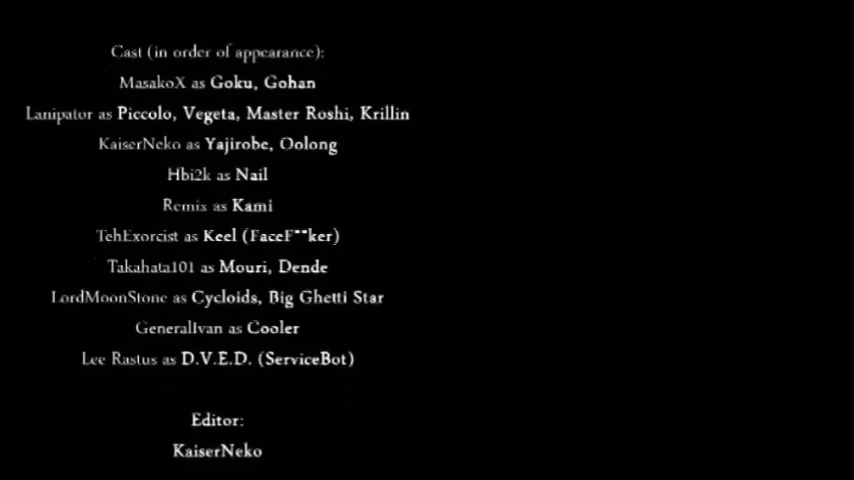 Cast (in order of appearance):
MasakoX as Goku, Gohan
Lanipator as Piccolo, Vegeta, Master Roshi, Krillin
KaiserNeko as Yajirobe, Oolong
Hbi2k as Nail
Remix as Kami
TehExorcist as Keel (FaceF**ker)
Takahata101 as Mouri, Dende
LordMoonStone as Cycloids, Big Ghetti Star
GeneralIvan as Cooler
Lee Rastus as D.V.E.D. (ServiceBot)
Editor:
KaiserNeko